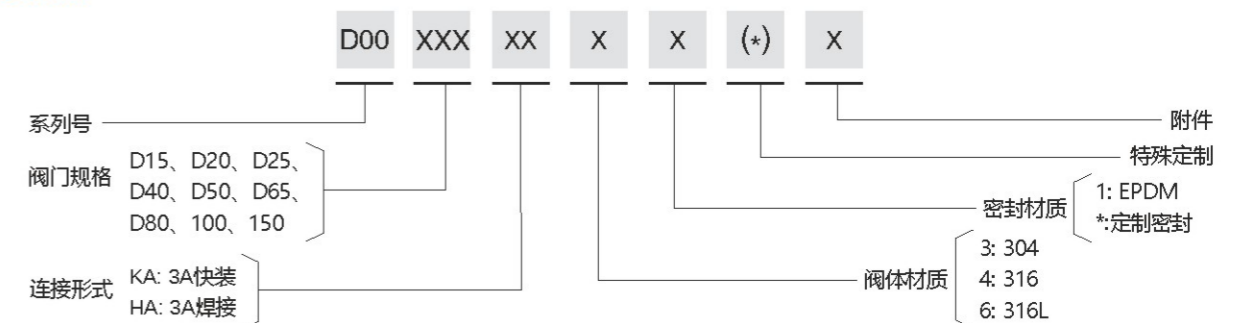 D00 XXX XX X X (*) X
系列号
附件
特殊定制
阀门规格
D15、D20、D25、
D40、D50、D65、
D80、100、150
密封材质
1: EPDM
*:定制密封
连接形式
KA: 3A快装
HA: 3A焊接
阀体材质
3: 304
4: 316
6: 316L